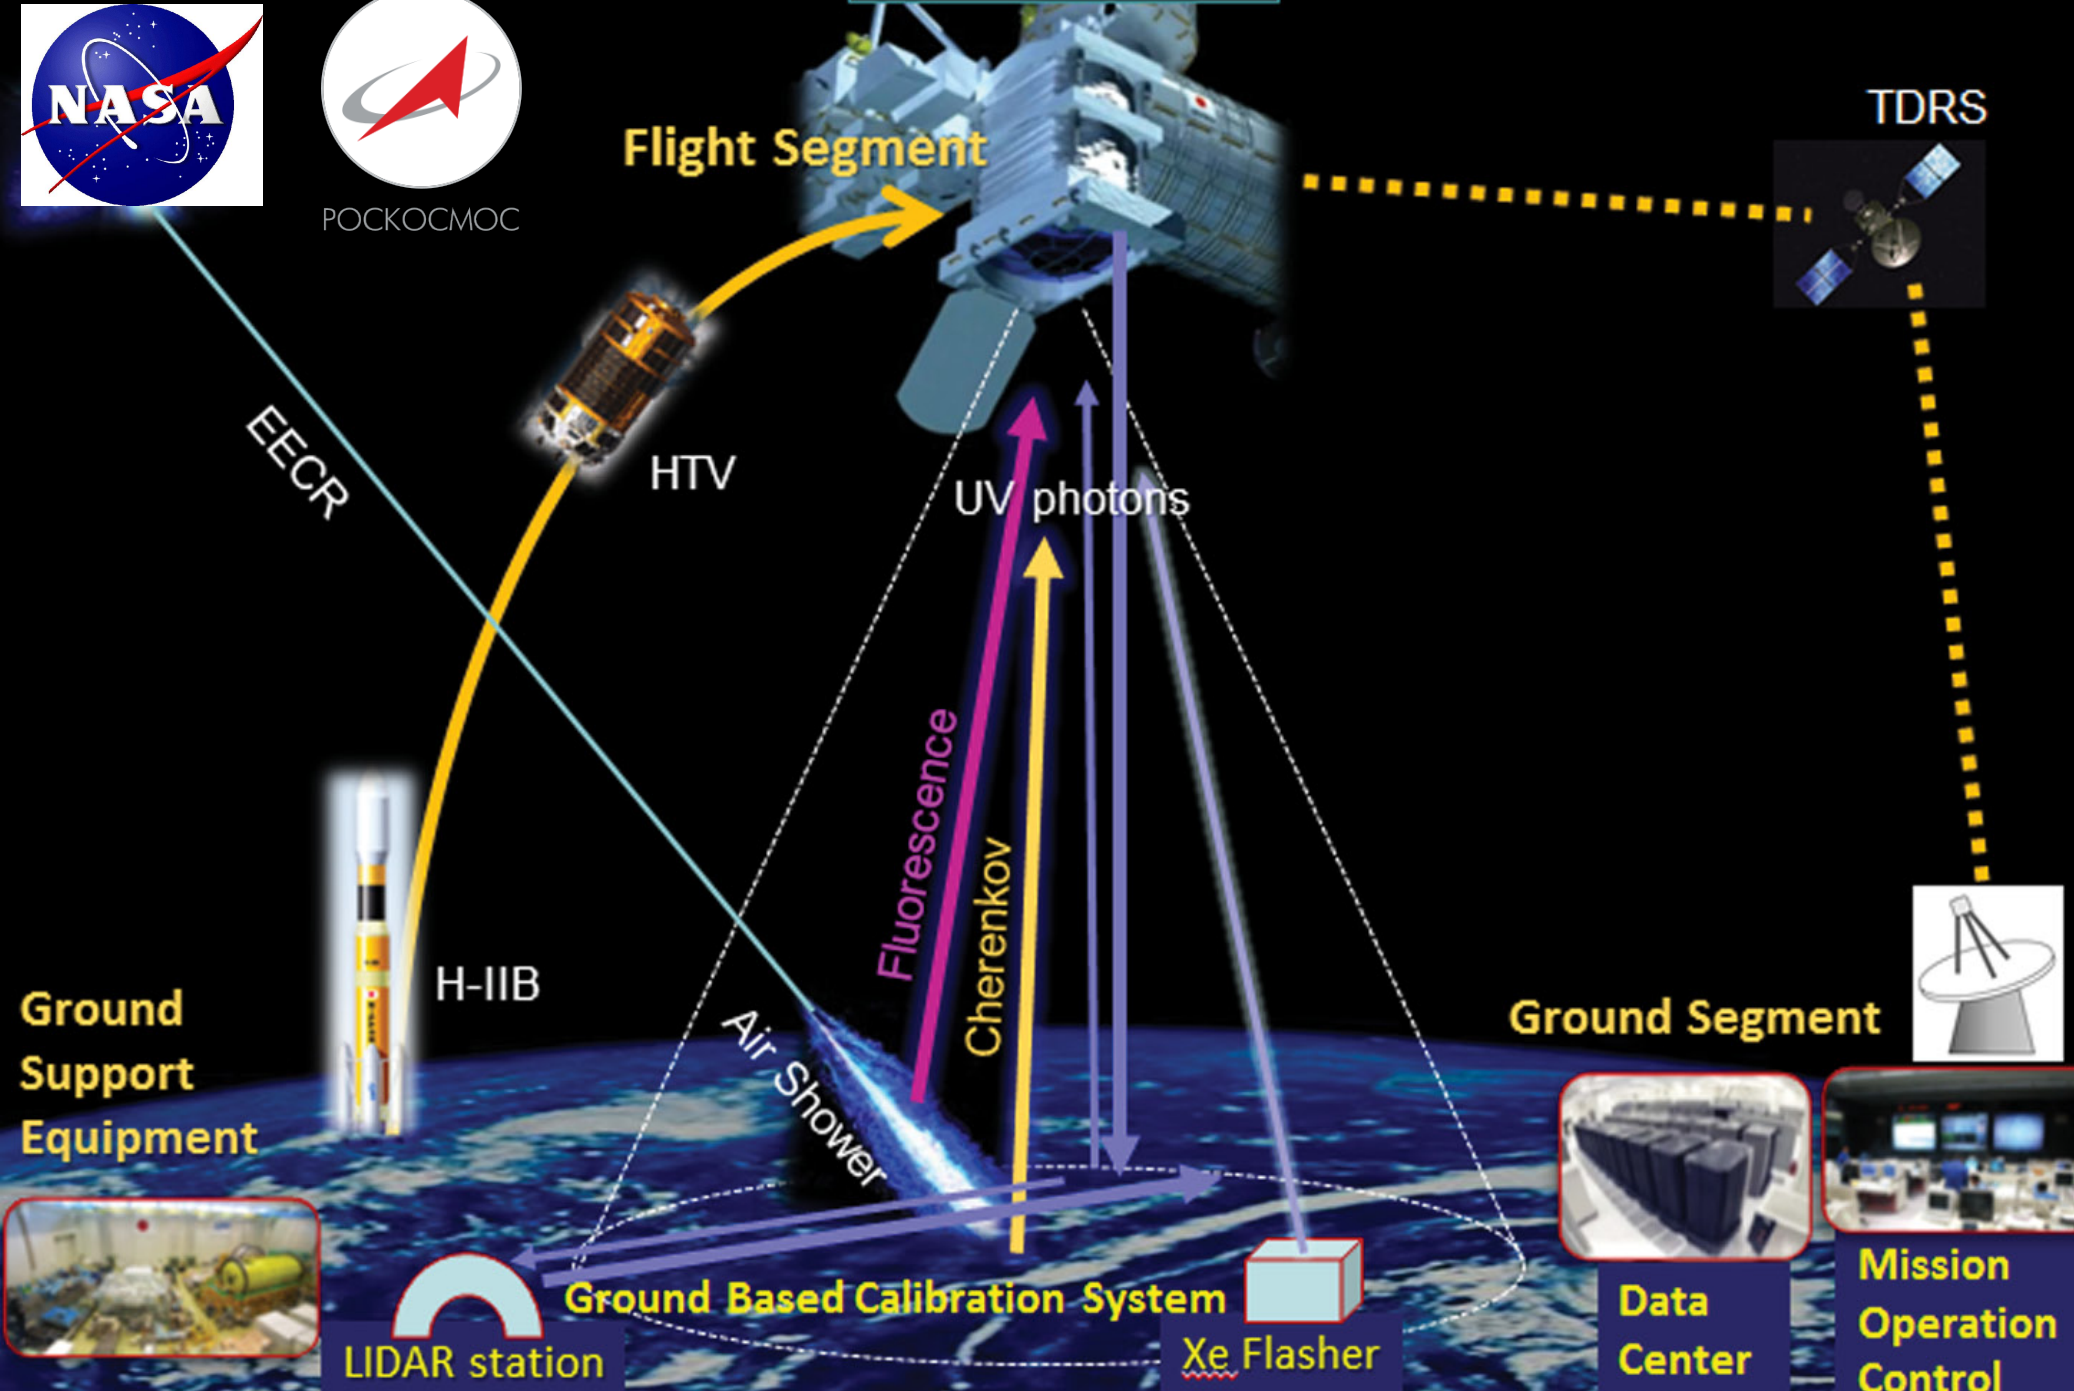 NASA
РОСКОСМОС
Flight Segment
TDRS
EECR
HTV
UV photons
Fluorescence
Cherenkov
H-IIB
Air Shower
Ground
Support
Equipment
Ground Segment
Ground Based Calibration System
LIDAR station
Xe Flasher
Data
Center
Mission
Operation
Control